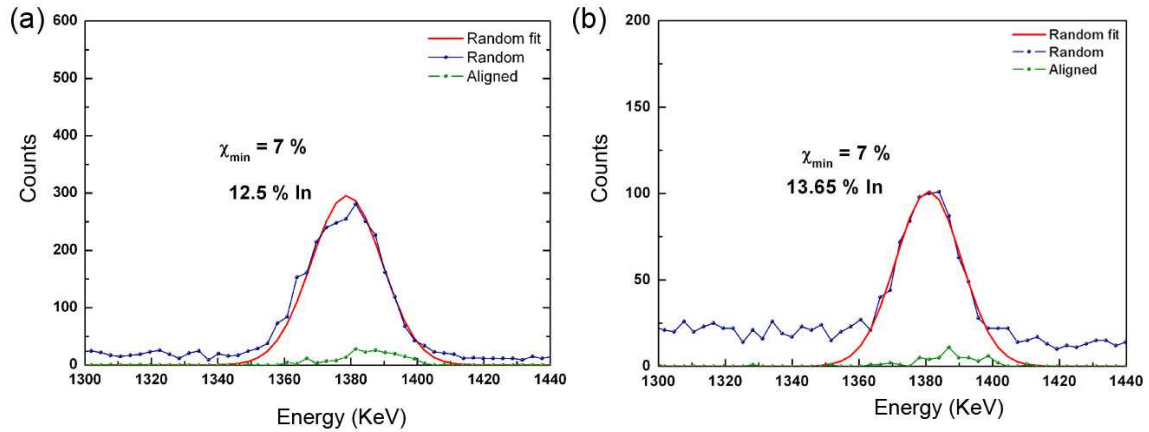 (a)
600
500
400
300
200
100
0
Counts
Random fit
Random
Aligned
χmin = 7 %
12.5 % In
1300 1320 1340 1360 1380 1400 1420 1440
Energy (KeV)
(b)
200
150
100
50
0
Counts
Random fit
Random
Aligned
χmin = 7 %
13.65 % In
1300 1320 1340 1360 1380 1400 1420 1440
Energy (KeV)